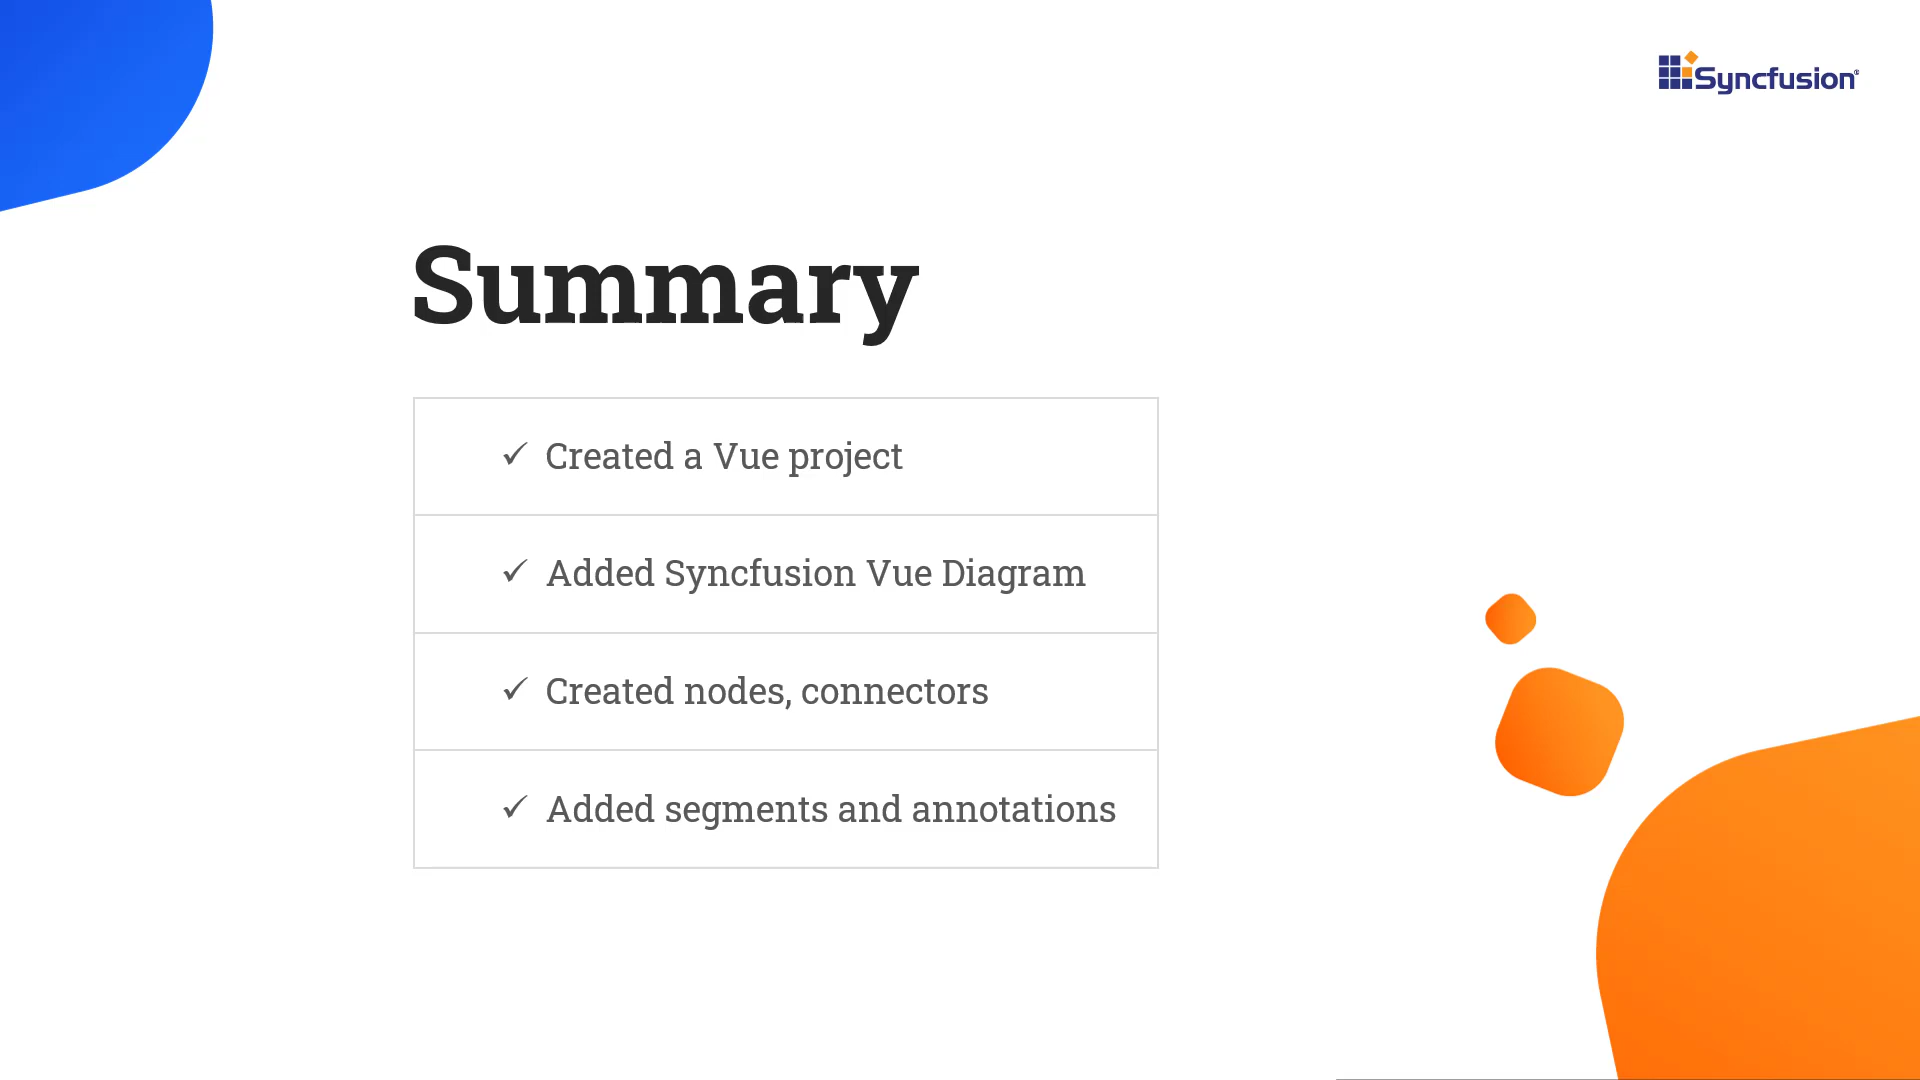 Syncfusion®
Summary
✓ Created a Vue project
✓ Added Syncfusion Vue Diagram
✓ Created nodes, connectors
✓ Added segments and annotations